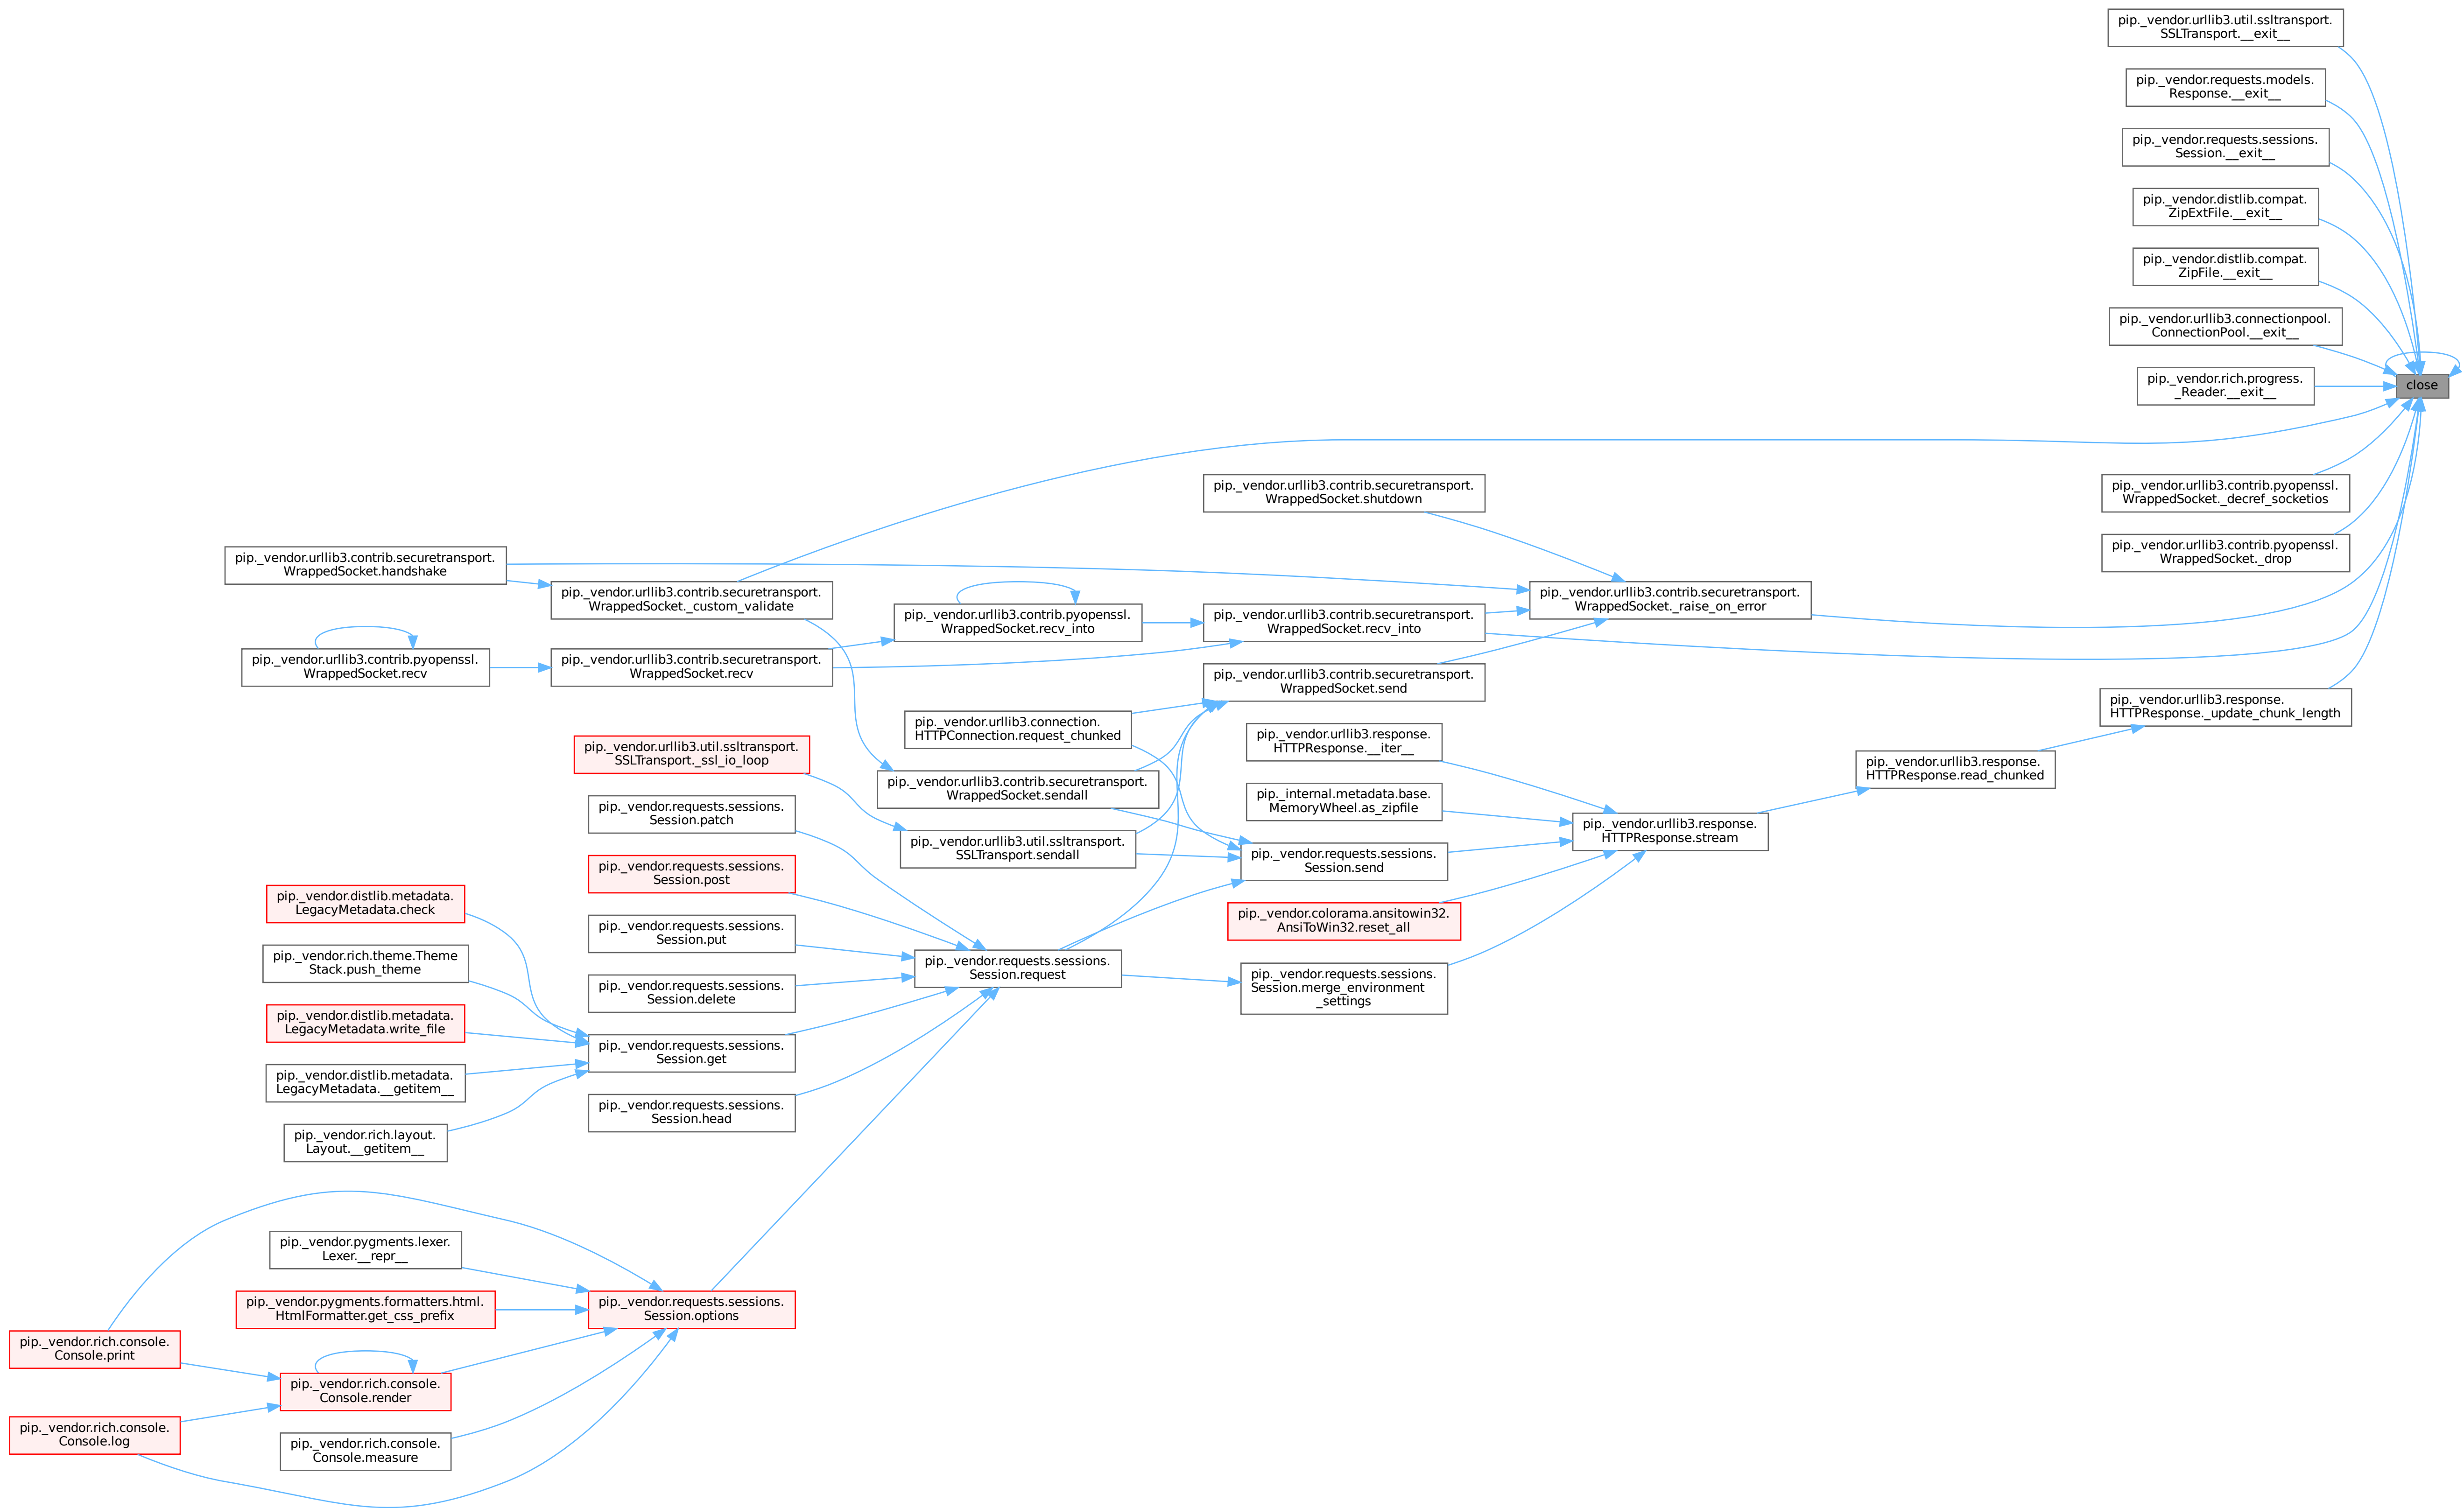 pip._vendor.urllib3.util.ssltransport.
SSLTransport.__exit__
pip._vendor.requests.models.
Response.__exit__
pip._vendor.requests.sessions.
Session.__exit__
pip._vendor.distlib.compat.
ZipExtFile.__exit__
pip._vendor.distlib.compat.
ZipFile.__exit__
pip._vendor.urllib3.connectionpool.
ConnectionPool.__exit__
pip._vendor.rich.progress.
_Reader.__exit__
close
pip._vendor.urllib3.contrib.pyopenssl.
WrappedSocket._decref_socketios
pip._vendor.urllib3.contrib.pyopenssl.
WrappedSocket._drop
pip._vendor.urllib3.contrib.securetransport.
WrappedSocket.shutdown
pip._vendor.urllib3.contrib.securetransport.
WrappedSocket.handshake
pip._vendor.urllib3.contrib.securetransport.
WrappedSocket._custom_validate
pip._vendor.urllib3.contrib.pyopenssl.
WrappedSocket.recv_into
pip._vendor.urllib3.contrib.securetransport.
WrappedSocket.recv_into
pip._vendor.urllib3.contrib.securetransport.
WrappedSocket._raise_on_error
pip._vendor.urllib3.contrib.pyopenssl.
WrappedSocket.recv
pip._vendor.urllib3.contrib.securetransport.
WrappedSocket.recv
pip._vendor.urllib3.contrib.securetransport.
WrappedSocket.send
pip._vendor.urllib3.response.
HTTPResponse._update_chunk_length
pip._vendor.urllib3.connection.
HTTPConnection.request_chunked
pip._vendor.urllib3.response.
HTTPResponse.__iter__
pip._vendor.urllib3.response.
HTTPResponse.read_chunked
pip._vendor.urllib3.util.ssltransport.
SSLTransport._ssl_io_loop
pip._vendor.urllib3.contrib.securetransport.
WrappedSocket.sendall
pip._internal.metadata.base.
MemoryWheel.as_zipfile
pip._vendor.urllib3.response.
HTTPResponse.stream
pip._vendor.requests.sessions.
Session.patch
pip._vendor.urllib3.util.ssltransport.
SSLTransport.sendall
pip._vendor.requests.sessions.
Session.send
pip._vendor.requests.sessions.
Session.post
pip._vendor.colorama.ansitowin32.
AnsiToWin32.reset_all
pip._vendor.distlib.metadata.
LegacyMetadata.check
pip._vendor.requests.sessions.
Session.put
pip._vendor.rich.theme.Theme
Stack.push_theme
pip._vendor.requests.sessions.
Session.request
pip._vendor.requests.sessions.
Session.merge_environment
_settings
pip._vendor.requests.sessions.
Session.delete
pip._vendor.distlib.metadata.
LegacyMetadata.write_file
pip._vendor.requests.sessions.
Session.get
pip._vendor.distlib.metadata.
LegacyMetadata.__getitem__
pip._vendor.requests.sessions.
Session.head
pip._vendor.rich.layout.
Layout.__getitem__
pip._vendor.pygments.lexer.
Lexer.__repr__
pip._vendor.pygments.formatters.html.
HtmlFormatter.get_css_prefix
pip._vendor.requests.sessions.
Session.options
pip._vendor.rich.console.
Console.print
pip._vendor.rich.console.
Console.render
pip._vendor.rich.console.
Console.log
pip._vendor.rich.console.
Console.measure